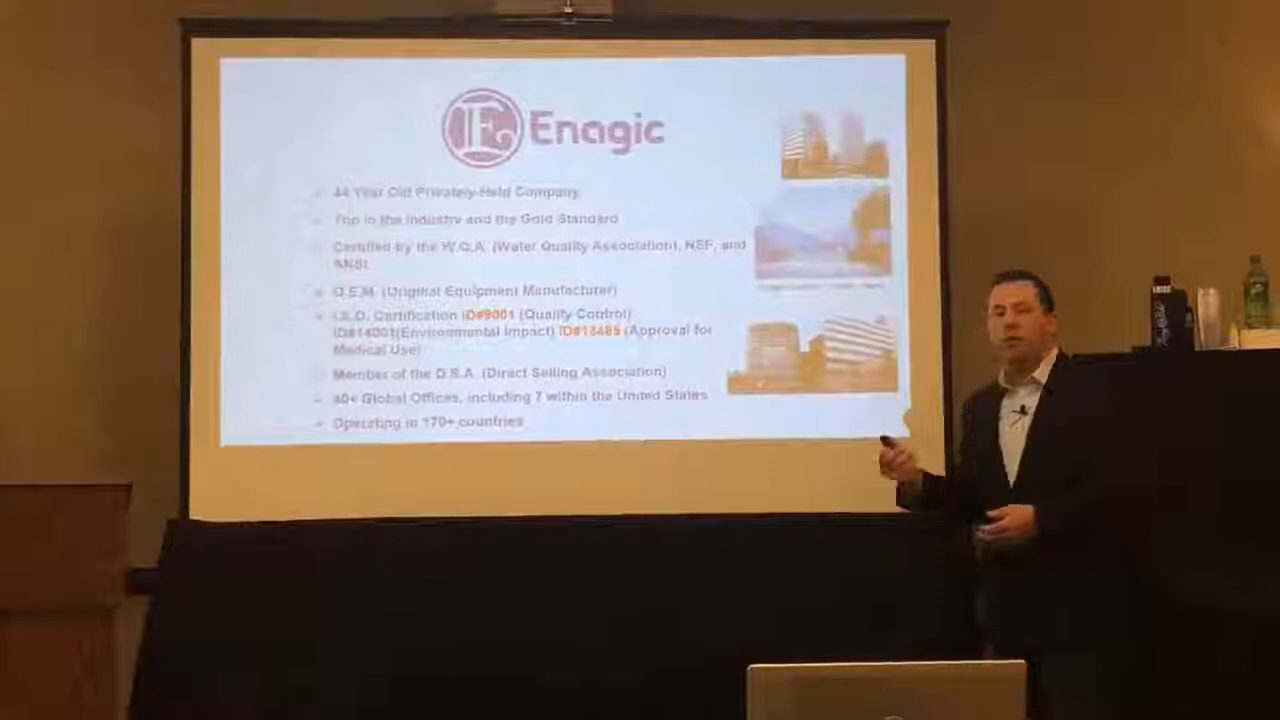 Enagic
44 Year Old Privately-Held Company
Top in the Industry and the Gold Standard
Certified by the W.Q.A. (Water Quality Association), NSF, and
ANSI
O.E.M. (Original Equipment Manufacturer)
I.S.O. Certification ID#9001 (Quality Control)
ID#14001(Environmental Impact) ID#13485 (Approval for
Medical Use)
Member of the D.S.A. (Direct Selling Association)
40+ Global Offices, including 7 within the United States
Operating in 170+ countries